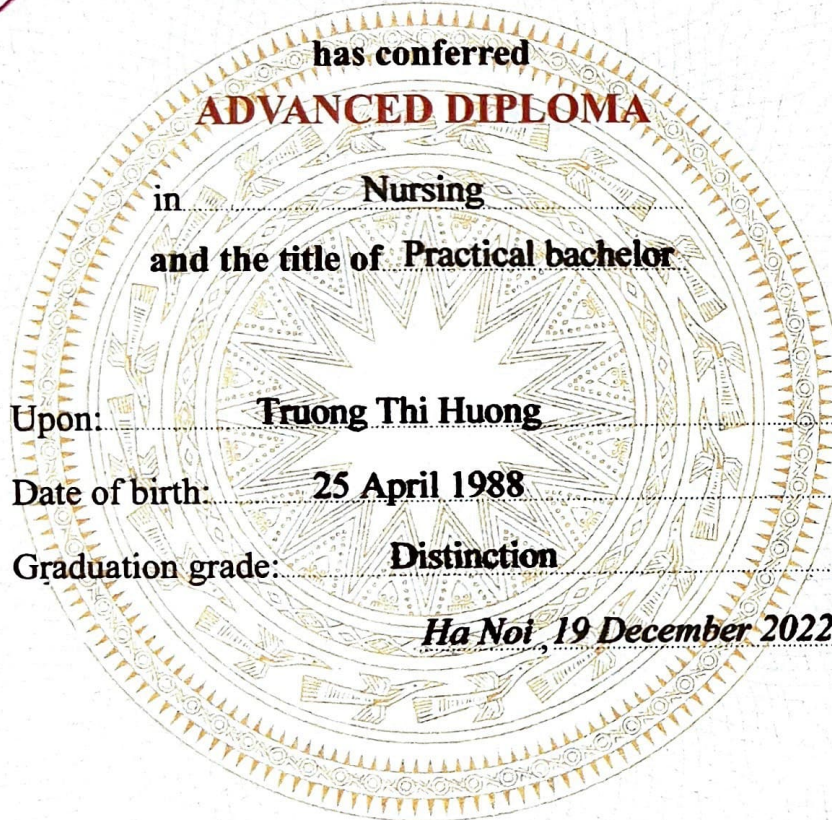 has conferred
ADVANCED DIPLOMA
in Nursing
and the title of Practical bachelor
Upon: Truong Thi Huong
Date of birth: 25 April 1988
Graduation grade: Distinction
Ha Noi, 19 December 2022